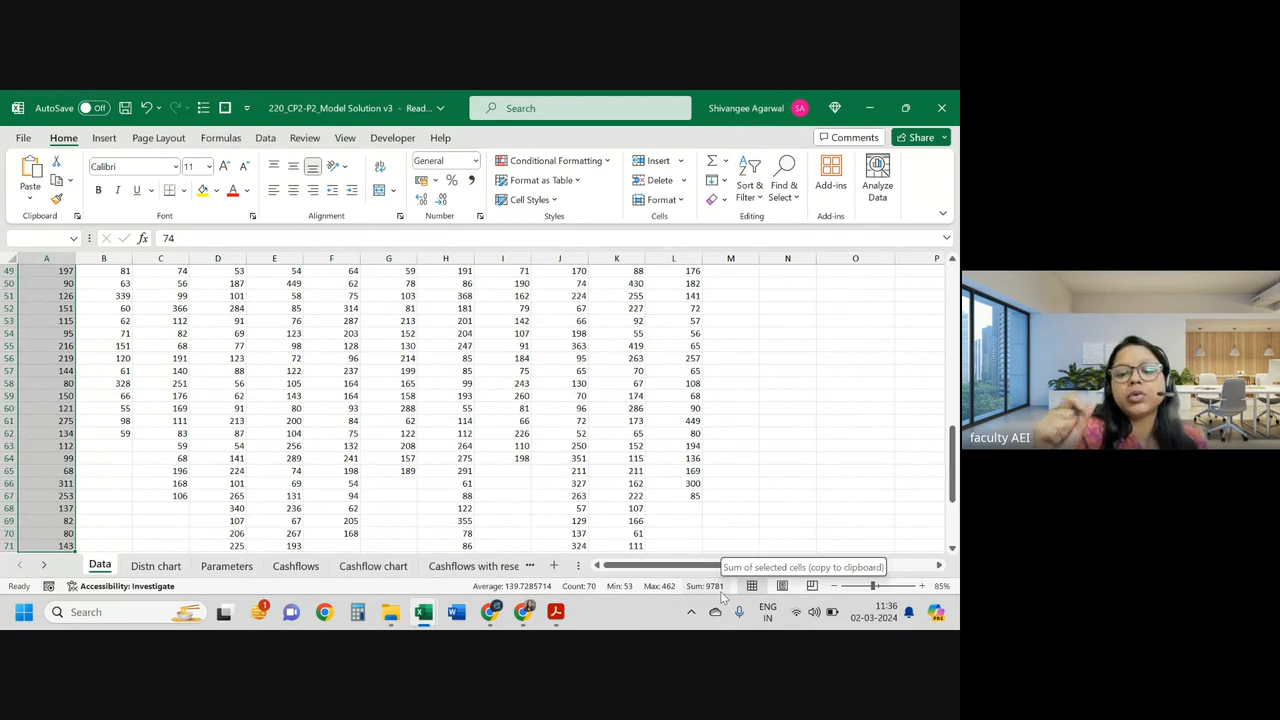 AutoSave Off 220_CP2-P2_Model Solution v3 - Read... Search Shivangee Agarwal SA
File Home Insert Page Layout Formulas Data Review View Developer Help Comments Share
Calibri 11 General Conditional Formatting Insert
Paste B I U Format as Table Delete Sort & Filter Find & Select Add-ins Analyze Data
Cell Styles Format
Clipboard Font Alignment Number Styles Cells Editing Add-ins
fx 74
A B C D E F G H I J K L M N O P
49 197 81 74 53 54 64 59 191 71 170 88 176
50 90 63 56 187 449 62 78 86 190 74 430 182
51 126 339 99 101 58 75 103 368 162 224 255 141
52 151 60 366 284 85 314 81 181 79 67 227 72
53 115 62 112 91 76 287 213 201 142 66 92 57
54 95 71 82 69 123 203 152 204 107 198 55 56
55 216 151 68 77 98 128 130 247 91 363 419 65
56 219 120 191 123 72 96 214 85 184 95 263 257
57 144 61 140 88 122 237 199 85 75 65 70 65
58 80 328 251 56 105 164 165 99 243 130 67 108
59 150 66 176 62 143 164 158 193 260 70 174 68
60 121 55 169 91 80 93 288 55 81 96 286 90
61 275 98 111 213 200 84 62 114 66 72 173 449
62 134 59 83 87 104 75 122 112 226 52 65 80
63 112 59 54 256 132 208 264 110 250 152 194
64 99 68 141 289 241 157 275 198 351 115 136
65 68 196 224 74 198 189 291 211 211 169
66 311 168 101 69 54 61 327 162 300
67 253 106 265 131 94 88 263 222 85
68 137 340 236 62 122 57 107
69 82 107 67 205 355 129 166
70 80 206 267 168 78 137 61
71 143 225 193 86 324 111
Data Distn chart Parameters Cashflows Cashflow chart Cashflows with rese ...
Sum of selected cells (copy to clipboard)
Ready Accessibility: Investigate Average: 139.7285714 Count: 70 Min: 53 Max: 462 Sum: 9781 85%
Search ENG IN 11:36 02-03-2024
faculty AEI